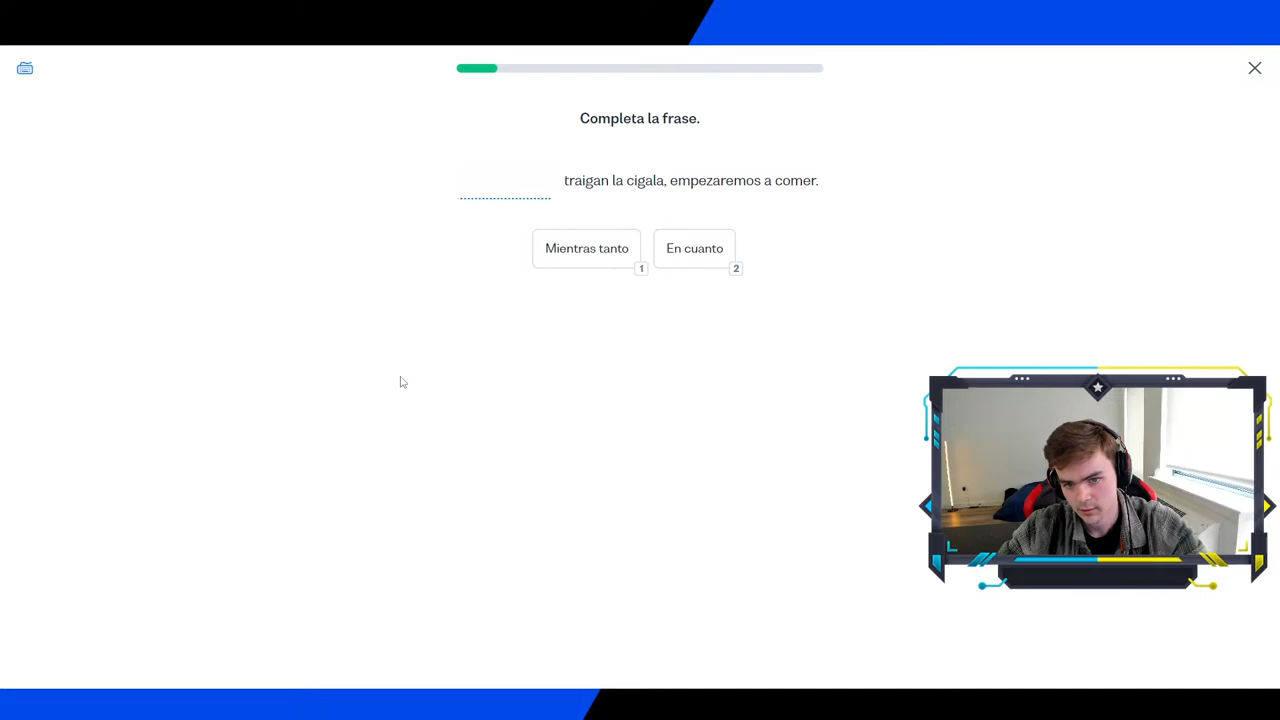 Completa la frase.
traigan la cigala, empezaremos a comer.
Mientras tanto
1
En cuanto
2